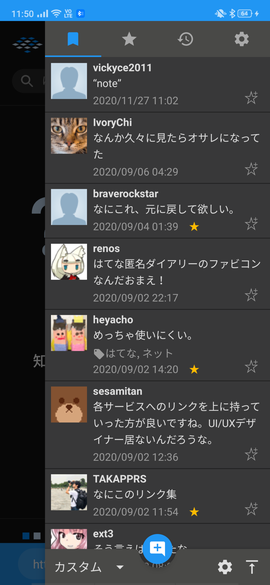 11:50
64
vickyce2011
"note"
2020/11/27 11:02
IvoryChi
なんか久々に見たらオサレになって
た
2020/09/06 04:29
braverockstar
なにこれ、元に戻して欲しい。
2020/09/04 01:39
renos
はてな匿名ダイアリーのファビコン
なんだおまえ！
2020/09/02 22:17
heyacho
めっちゃ使いにくい。
はてな, ネット
2020/09/02 14:20
sesamitan
各サービスへのリンクを上に持って
いった方が良いですね。UI/UXデザ
イナー居ないんだろうな。
2020/09/02 12:36
TAKAPPRS
なにこのリンク集
2020/09/02 11:54
ext3
知
カスタム